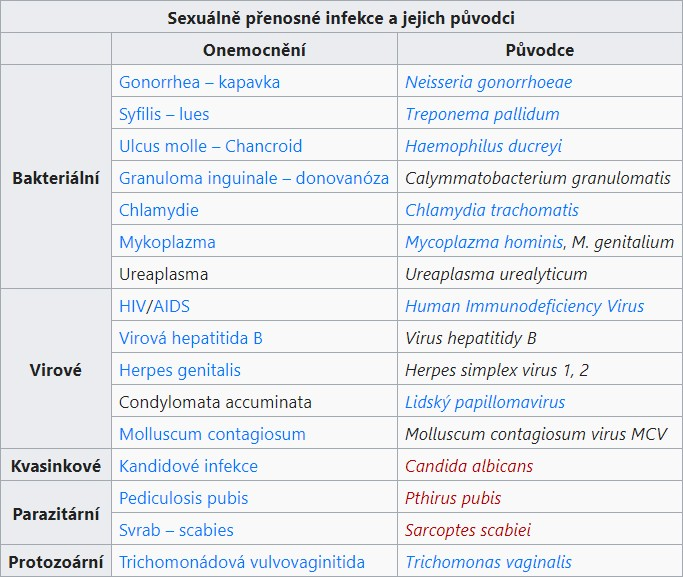 Sexuálně přenosné infekce a jejich původci
Onemocnění Původce
Bakteriální
Gonorrhea – kapavka Neisseria gonorrhoeae
Syfilis – lues Treponema pallidum
Ulcus molle – Chancroid Haemophilus ducreyi
Granuloma inguinale – donovanóza Calymmatobacterium granulomatis
Chlamydie Chlamydia trachomatis
Mykoplazma Mycoplazma hominis, M. genitalium
Ureaplasma Ureaplasma urealyticum
Virové
HIV/AIDS Human Immunodeficiency Virus
Virová hepatitida B Virus hepatitidy B
Herpes genitalis Herpes simplex virus 1, 2
Condylomata accuminata Lidský papillomavirus
Molluscum contagiosum Molluscum contagiosum virus MCV
Kvasinkové Kandidové infekce Candida albicans
Parazitární
Pediculosis pubis Pthirus pubis
Svrab – scabies Sarcoptes scabiei
Protozoární Trichomonádová vulvovaginitida Trichomonas vaginalis